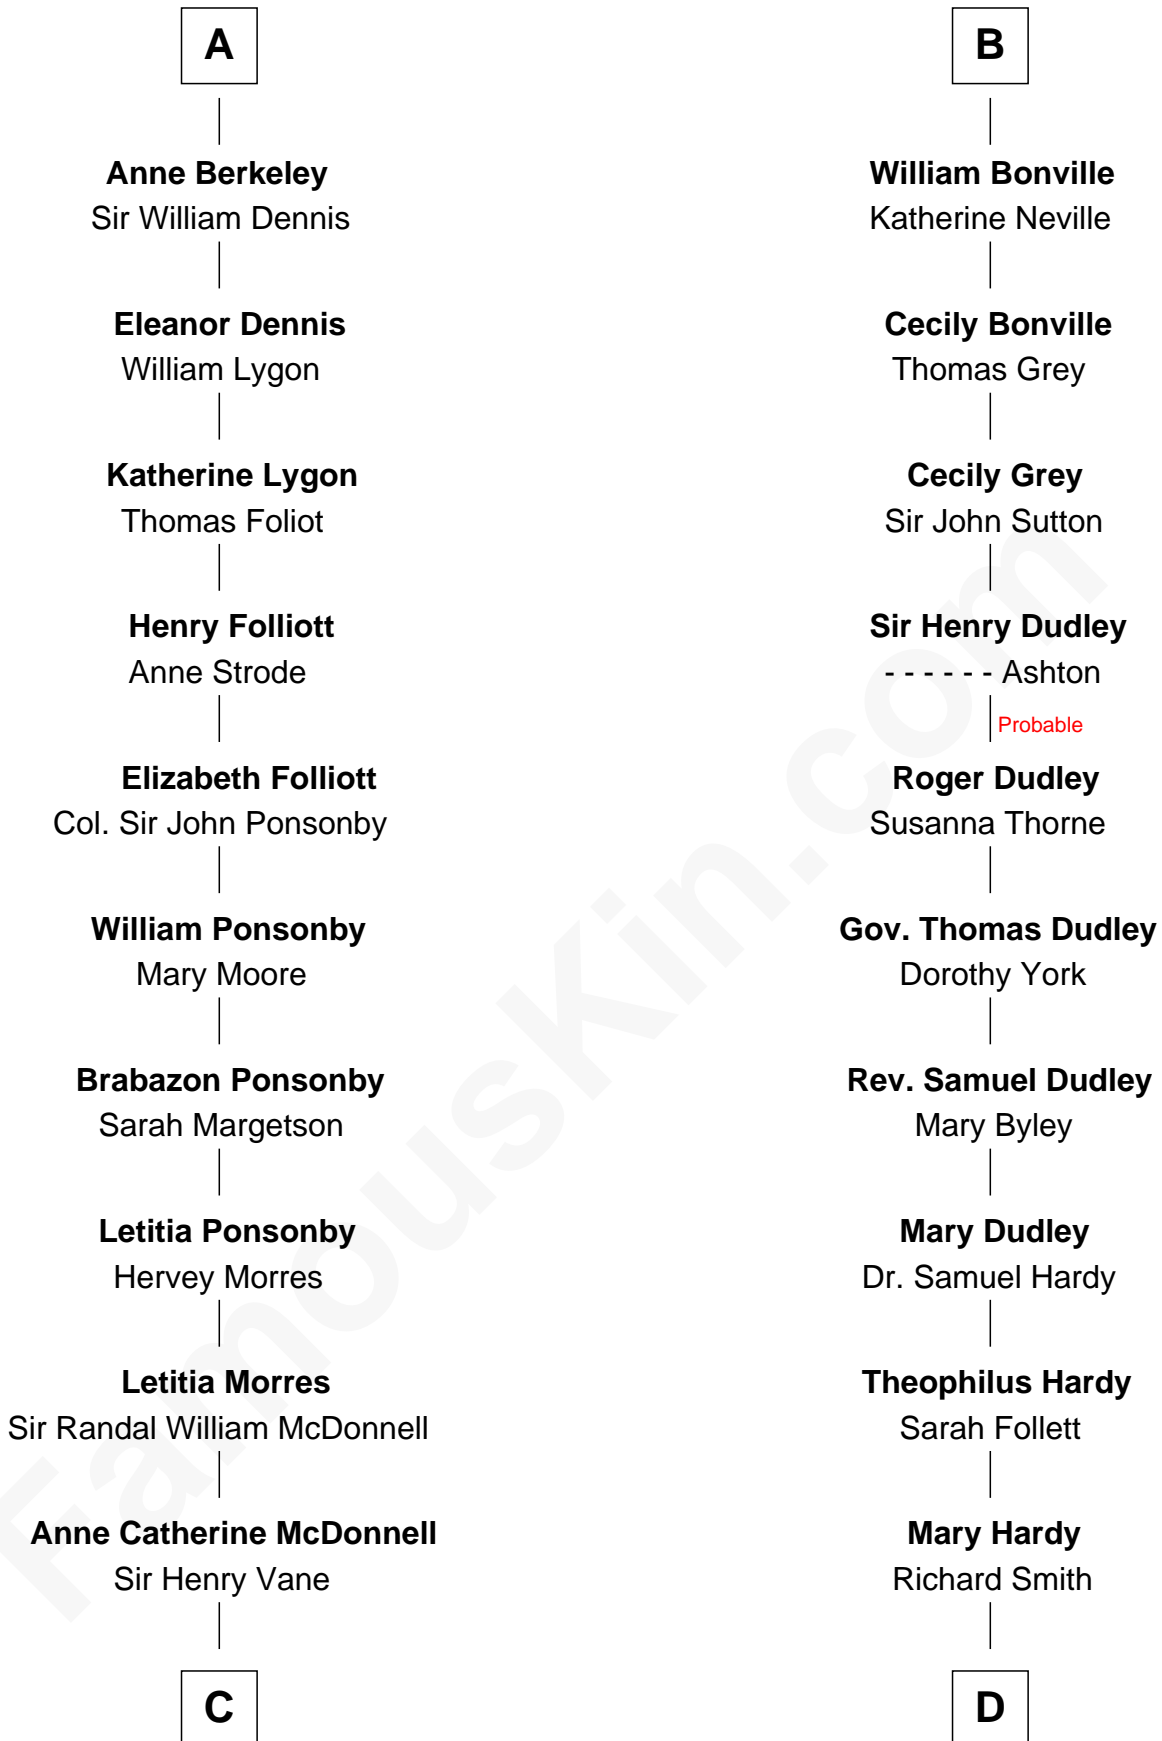 A
Anne Berkeley
Sir William Dennis
Eleanor Dennis
William Lygon
Katherine Lygon
Thomas Foliot
Henry Folliott
Anne Strode
Elizabeth Folliott
Col. Sir John Ponsonby
William Ponsonby
Mary Moore
Brabazon Ponsonby
Sarah Margetson
Letitia Ponsonby
Hervey Morres
Letitia Morres
Sir Randal William McDonnell
Anne Catherine McDonnell
Sir Henry Vane
C
B
William Bonville
Katherine Neville
Cecily Bonville
Thomas Grey
Cecily Grey
Sir John Sutton
Sir Henry Dudley
- - - - - - Ashton
Probable
Roger Dudley
Susanna Thorne
Gov. Thomas Dudley
Dorothy York
Rev. Samuel Dudley
Mary Byley
Mary Dudley
Dr. Samuel Hardy
Theophilus Hardy
Sarah Follett
Mary Hardy
Richard Smith
D
FamousKin.com